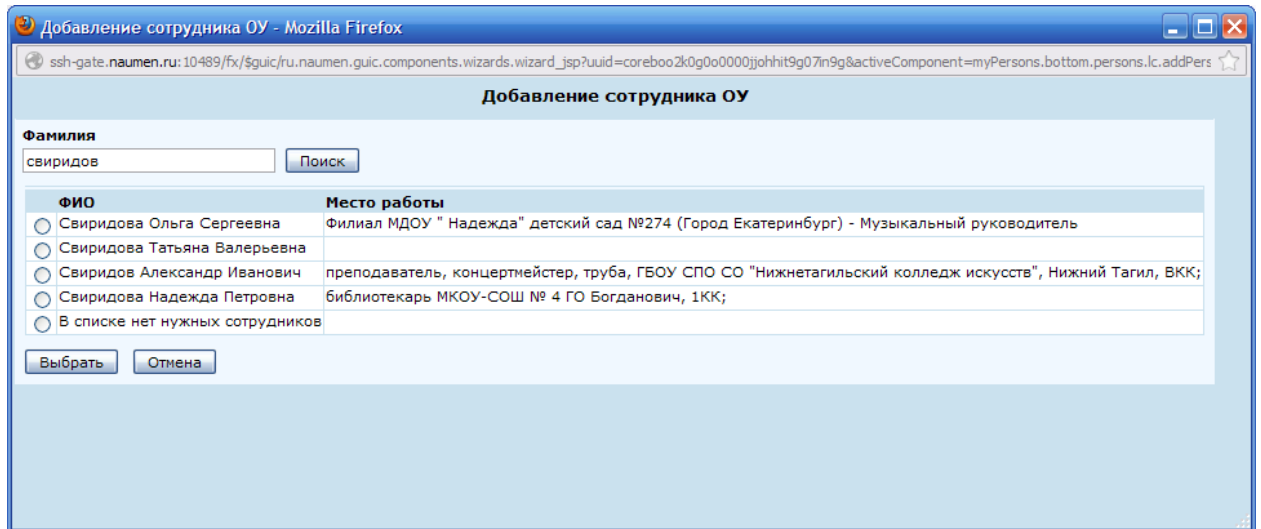 Добавление сотрудника ОУ - Mozilla Firefox
ssh-gate.naumen.ru:10489/fx/$guic/ru.naumen.guic.components.wizards.wizard_jsp?uuid=coreboo2k0g0o0000jjohhit9g07in9g&activeComponent=myPersons.bottom.persons.lc.addPers
Добавление сотрудника ОУ
Фамилия
свиридов Поиск
ФИО Место работы
Свиридова Ольга Сергеевна Филиал МДОУ " Надежда" детский сад №274 (Город Екатеринбург) - Музыкальный руководитель
Свиридова Татьяна Валерьевна
Свиридов Александр Иванович преподаватель, концертмейстер, труба, ГБОУ СПО СО "Нижнетагильский колледж искусств", Нижний Тагил, ВКК;
Свиридова Надежда Петровна библиотекарь МКОУ-СОШ № 4 ГО Богданович, 1КК;
В списке нет нужных сотрудников
Выбрать Отмена